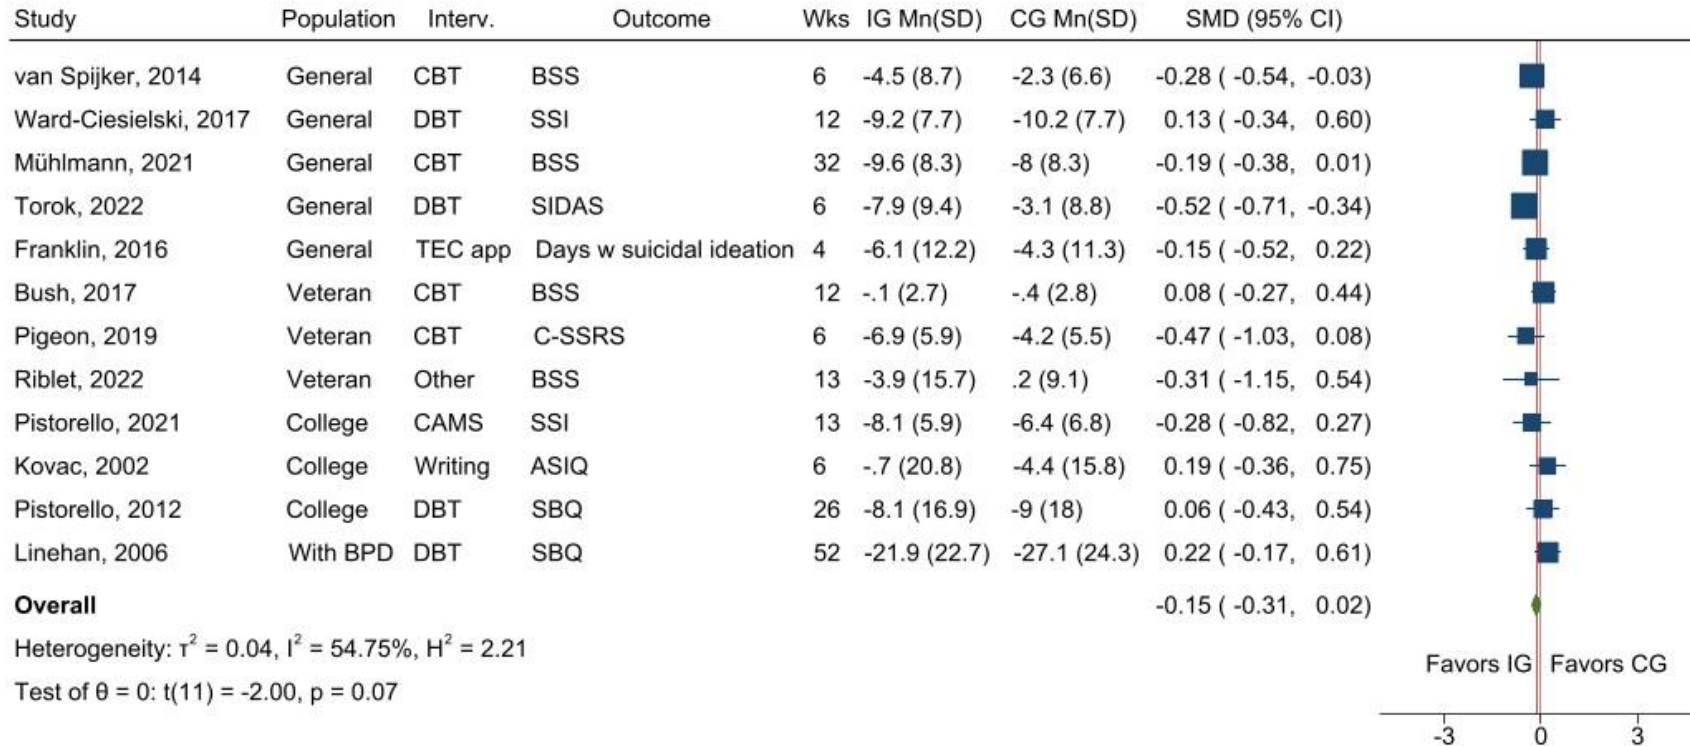 Study Population Interv. Outcome Wks IG Mn(SD) CG Mn(SD) SMD (95% CI)
van Spijker, 2014 General CBT BSS 6 -4.5 (8.7) -2.3 (6.6) -0.28 ( -0.54, -0.03)
Ward-Ciesielski, 2017 General DBT SSI 12 -9.2 (7.7) -10.2 (7.7) 0.13 ( -0.34, 0.60)
Mühlmann, 2021 General CBT BSS 32 -9.6 (8.3) -8 (8.3) -0.19 ( -0.38, 0.01)
Torok, 2022 General DBT SIDAS 6 -7.9 (9.4) -3.1 (8.8) -0.52 ( -0.71, -0.34)
Franklin, 2016 General TEC app Days w suicidal ideation 4 -6.1 (12.2) -4.3 (11.3) -0.15 ( -0.52, 0.22)
Bush, 2017 Veteran CBT BSS 12 -.1 (2.7) -.4 (2.8) 0.08 ( -0.27, 0.44)
Pigeon, 2019 Veteran CBT C-SSRS 6 -6.9 (5.9) -4.2 (5.5) -0.47 ( -1.03, 0.08)
Riblet, 2022 Veteran Other BSS 13 -3.9 (15.7) .2 (9.1) -0.31 ( -1.15, 0.54)
Pistorello, 2021 College CAMS SSI 13 -8.1 (5.9) -6.4 (6.8) -0.28 ( -0.82, 0.27)
Kovac, 2002 College Writing ASIQ 6 -.7 (20.8) -4.4 (15.8) 0.19 ( -0.36, 0.75)
Pistorello, 2012 College DBT SBQ 26 -8.1 (16.9) -9 (18) 0.06 ( -0.43, 0.54)
Linehan, 2006 With BPD DBT SBQ 52 -21.9 (22.7) -27.1 (24.3) 0.22 ( -0.17, 0.61)
Overall -0.15 ( -0.31, 0.02)
Heterogeneity: τ² = 0.04, I² = 54.75%, H² = 2.21
Favors IG Favors CG
Test of θ = 0: t(11) = -2.00, p = 0.07
-3 0 3